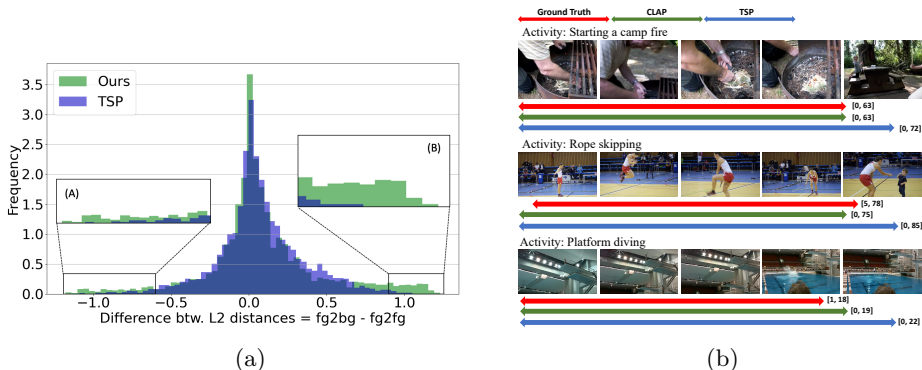 Ours
TSP
(A)
(B)
3.5
3.0
2.5
2.0
1.5
1.0
0.5
0.0
Frequency
−1.0 −0.5 0.0 0.5 1.0
Difference btw. L2 distances = fg2bg - fg2fg
(a)
Ground Truth CLAP TSP
Activity: Starting a camp fire
[0, 63]
[0, 63]
[0, 72]
Activity: Rope skipping
[5, 78]
[0, 75]
[0, 85]
Activity: Platform diving
[1, 18]
[0, 19]
[0, 22]
(b)